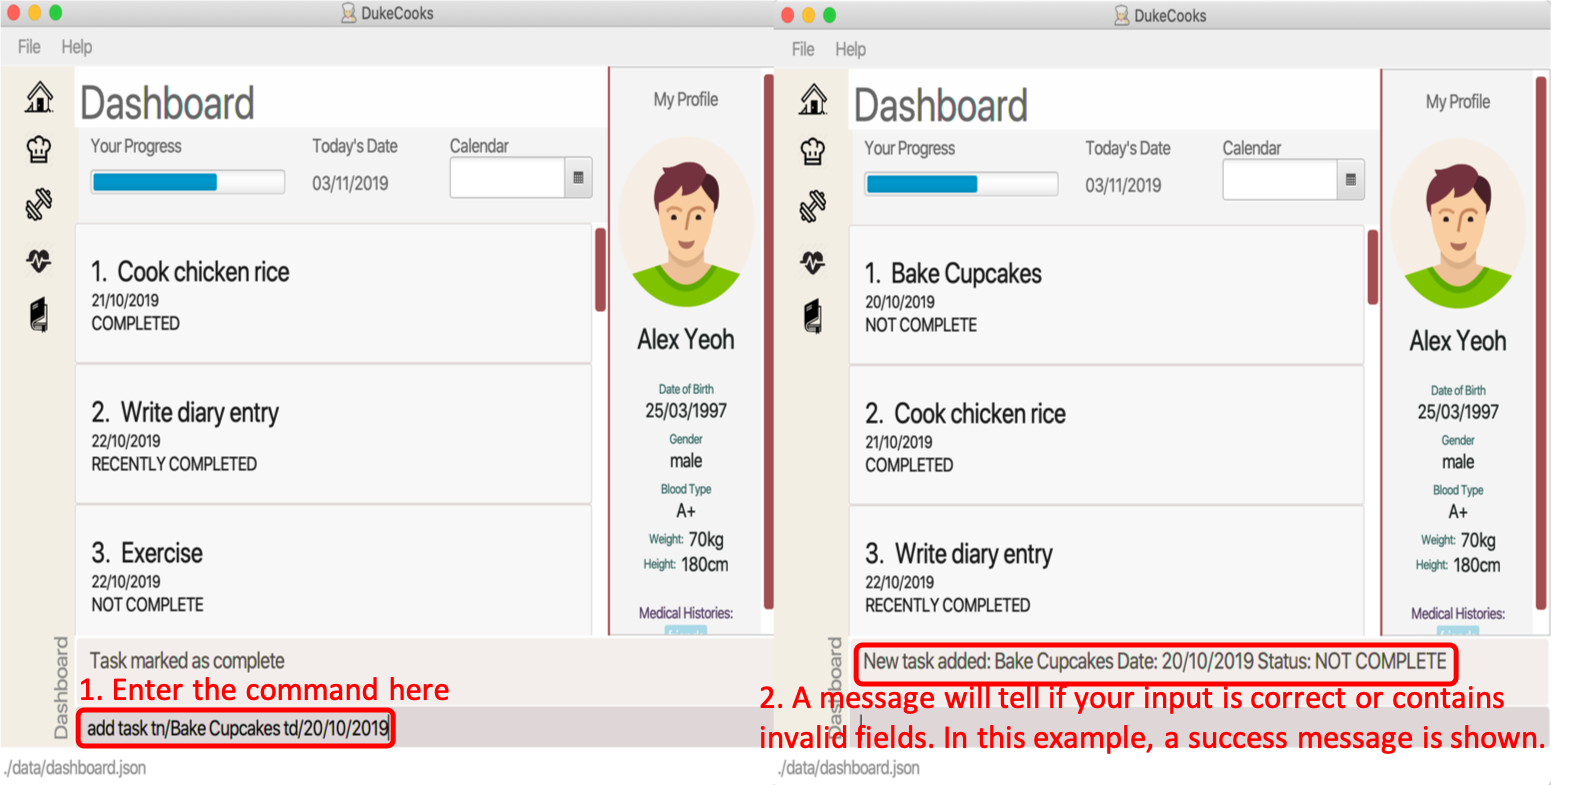 DukeCooks
File Help
Dashboard
My Profile
Your Progress
Today's Date
Calendar
03/11/2019
1. Cook chicken rice
21/10/2019
COMPLETED
Alex Yeoh
Date of Birth
25/03/1997
2. Write diary entry
22/10/2019
RECENTLY COMPLETED
Gender
male
Blood Type
A+
3. Exercise
22/10/2019
NOT COMPLETE
Weight: 70kg
Height: 180cm
Medical Histories:
Dashboard
Task marked as complete
1. Enter the command here
add task tn/Bake Cupcakes td/20/10/2019
./data/dashboard.json
DukeCooks
File Help
Dashboard
My Profile
Your Progress
Today's Date
Calendar
03/11/2019
1. Bake Cupcakes
20/10/2019
NOT COMPLETE
Alex Yeoh
Date of Birth
25/03/1997
2. Cook chicken rice
21/10/2019
COMPLETED
Gender
male
Blood Type
A+
3. Write diary entry
22/10/2019
RECENTLY COMPLETED
Weight: 70kg
Height: 180cm
Medical Histories:
Dashboard
New task added: Bake Cupcakes Date: 20/10/2019 Status: NOT COMPLETE
2. A message will tell if your input is correct or contains
invalid fields. In this example, a success message is shown.
./data/dashboard.json